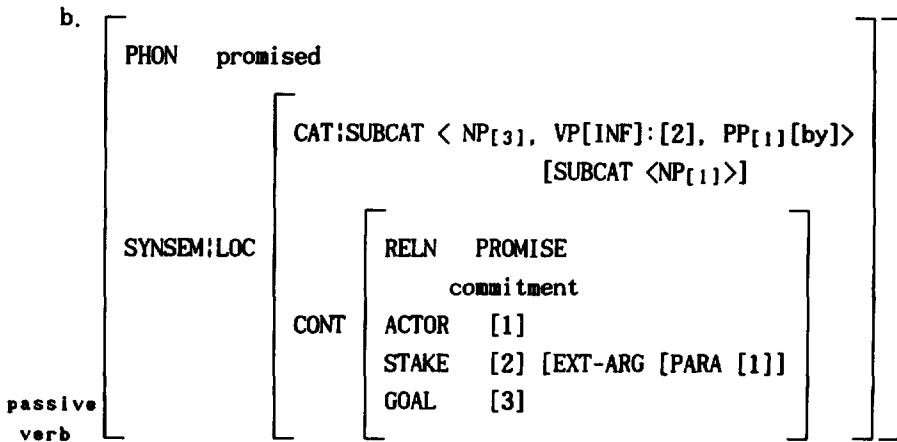 b.
PHON promised
CAT¦SUBCAT < NP[3], VP[INF]:[2], PP[1][by]>
[SUBCAT <NP[1]>]
SYNSEM¦LOC
RELN PROMISE
commitment
CONT
ACTOR [1]
STAKE [2] [EXT-ARG [PARA [1]]
GOAL [3]
passive
verb